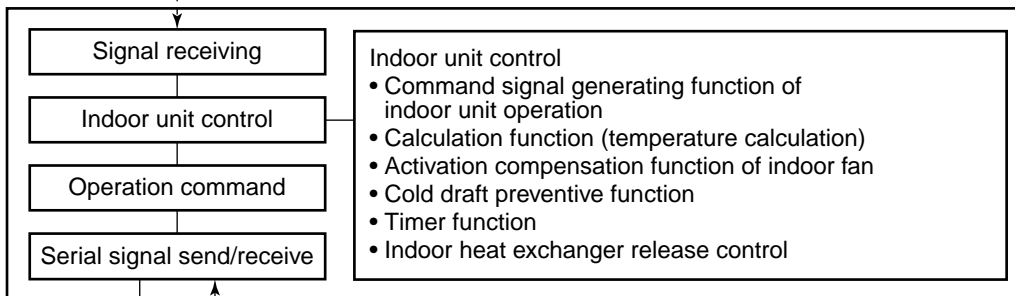 Signal receiving
Indoor unit control
Operation command
Serial signal send/receive
Indoor unit control
• Command signal generating function of
indoor unit operation
• Calculation function (temperature calculation)
• Activation compensation function of indoor fan
• Cold draft preventive function
• Timer function
• Indoor heat exchanger release control